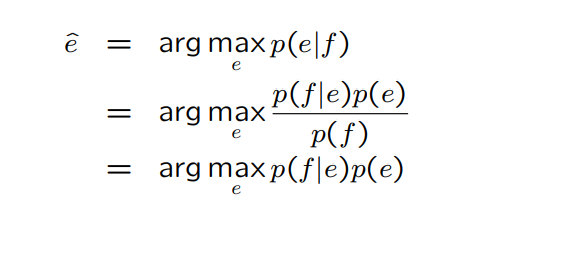 ê = arg max_e p(e|f)
= arg max_e p(f|e)p(e) / p(f)
= arg max_e p(f|e)p(e)